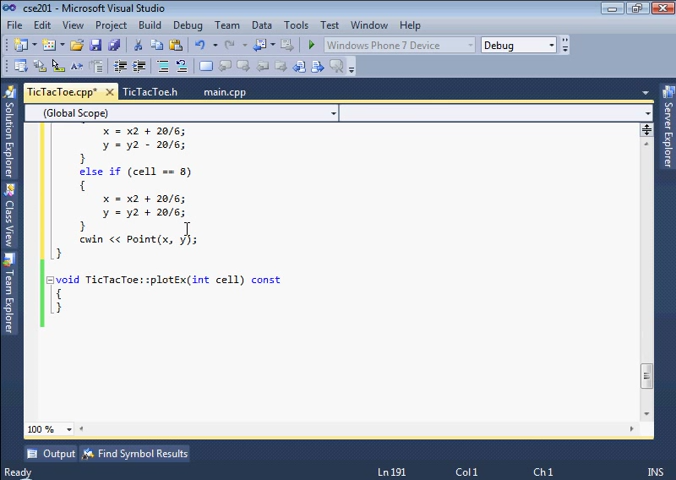 cse201 - Microsoft Visual Studio
File Edit View Project Build Debug Team Data Tools Test Window Help
Windows Phone 7 Device Debug
TicTacToe.cpp* TicTacToe.h main.cpp
(Global Scope)
x = x2 + 20/6;
y = y2 - 20/6;
}
else if (cell == 8)
{
x = x2 + 20/6;
y = y2 + 20/6;
}
cwin << Point(x, y);
}
void TicTacToe::plotEx(int cell) const
{
}
100 %
Solution Explorer
Class View
Team Explorer
Server Explorer
Output Find Symbol Results
Ready Ln 191 Col 1 Ch 1 INS